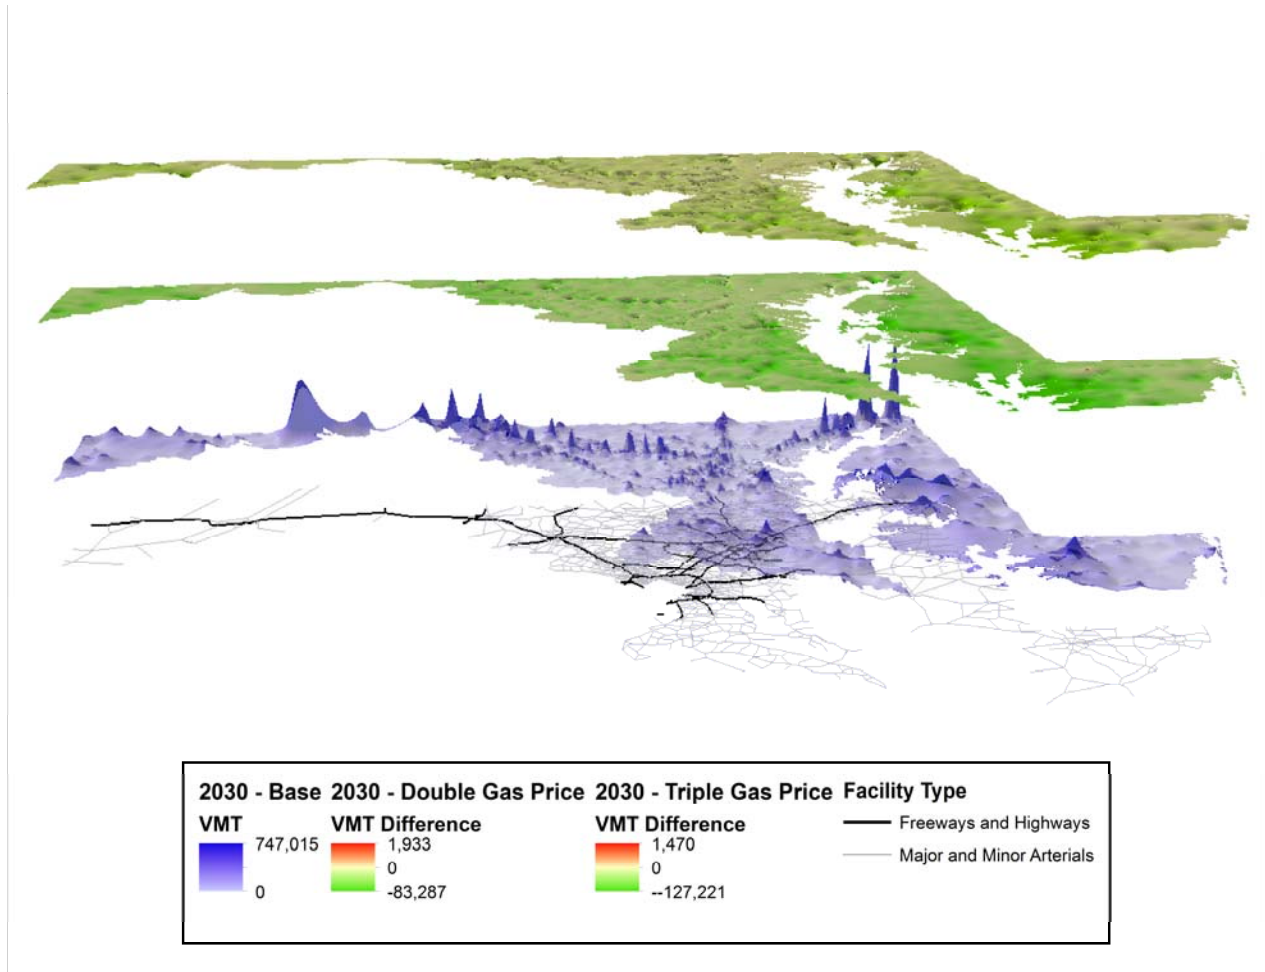 2030 - Base 2030 - Double Gas Price 2030 - Triple Gas Price Facility Type
VMT VMT Difference VMT Difference
747,015 1,933 1,470 Freeways and Highways
0 0 Major and Minor Arterials
0 -83,287 --127,221